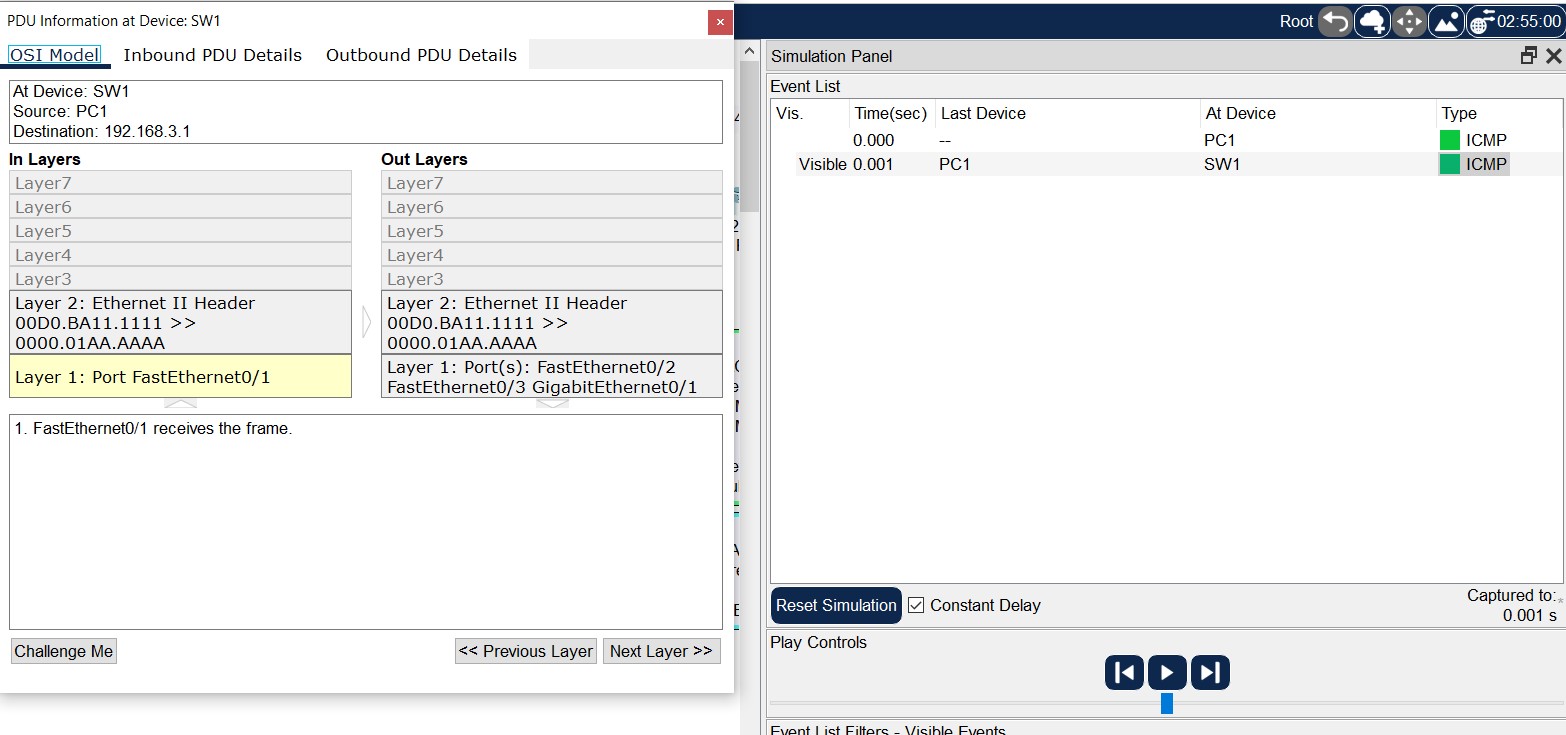 PDU Information at Device: SW1
OSI Model Inbound PDU Details Outbound PDU Details
At Device: SW1
Source: PC1
Destination: 192.168.3.1
In Layers
Layer7
Layer6
Layer5
Layer4
Layer3
Layer 2: Ethernet II Header
00D0.BA11.1111 >>
0000.01AA.AAAA
Layer 1: Port FastEthernet0/1
Out Layers
Layer7
Layer6
Layer5
Layer4
Layer3
Layer 2: Ethernet II Header
00D0.BA11.1111 >>
0000.01AA.AAAA
Layer 1: Port(s): FastEthernet0/2
FastEthernet0/3 GigabitEthernet0/1
1. FastEthernet0/1 receives the frame.
Challenge Me
<< Previous Layer
Next Layer >>
Root
02:55:00
Simulation Panel
Event List
Vis. Time(sec) Last Device At Device Type
0.000 -- PC1 ICMP
Visible 0.001 PC1 SW1 ICMP
Reset Simulation
Constant Delay
Captured to:
0.001 s
Play Controls
Event List Filters - Visible Events